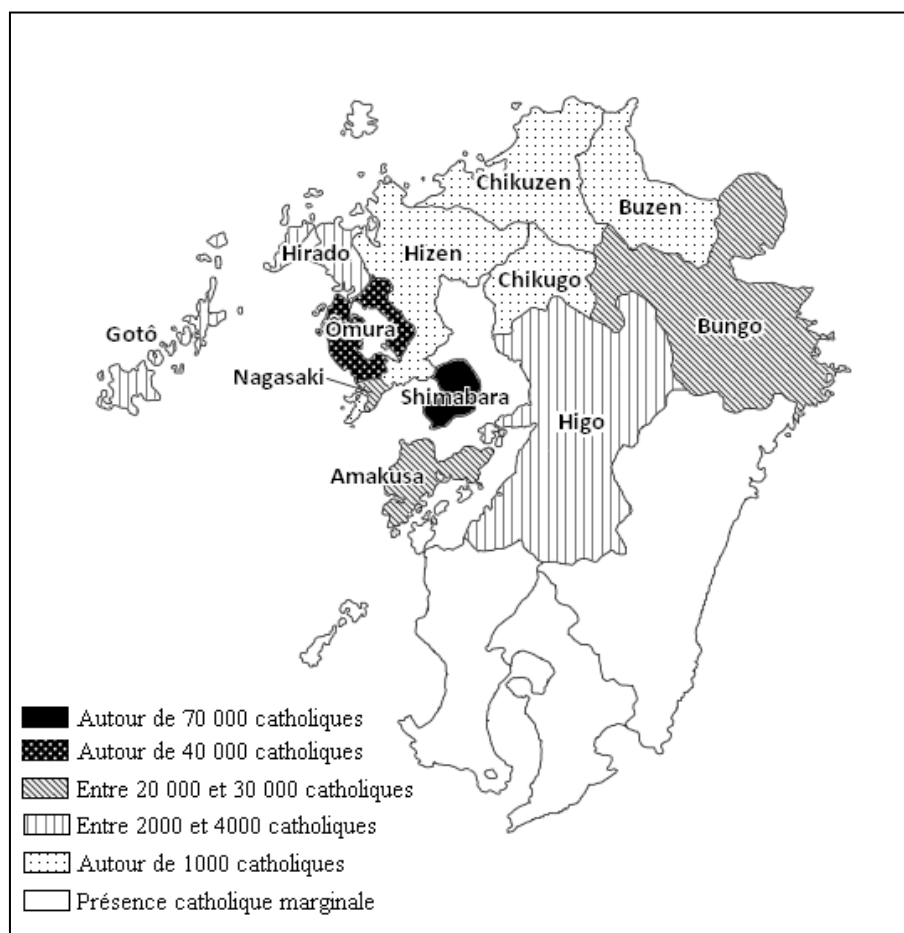 Chikuzen
Buzen
Hirado
Hizen
Chikugo
Gotô
Ômura
Bungo
Nagasaki
Shimabara
Higo
Amakusa
Autour de 70 000 catholiques
Autour de 40 000 catholiques
Entre 20 000 et 30 000 catholiques
Entre 2000 et 4000 catholiques
Autour de 1000 catholiques
Présence catholique marginale